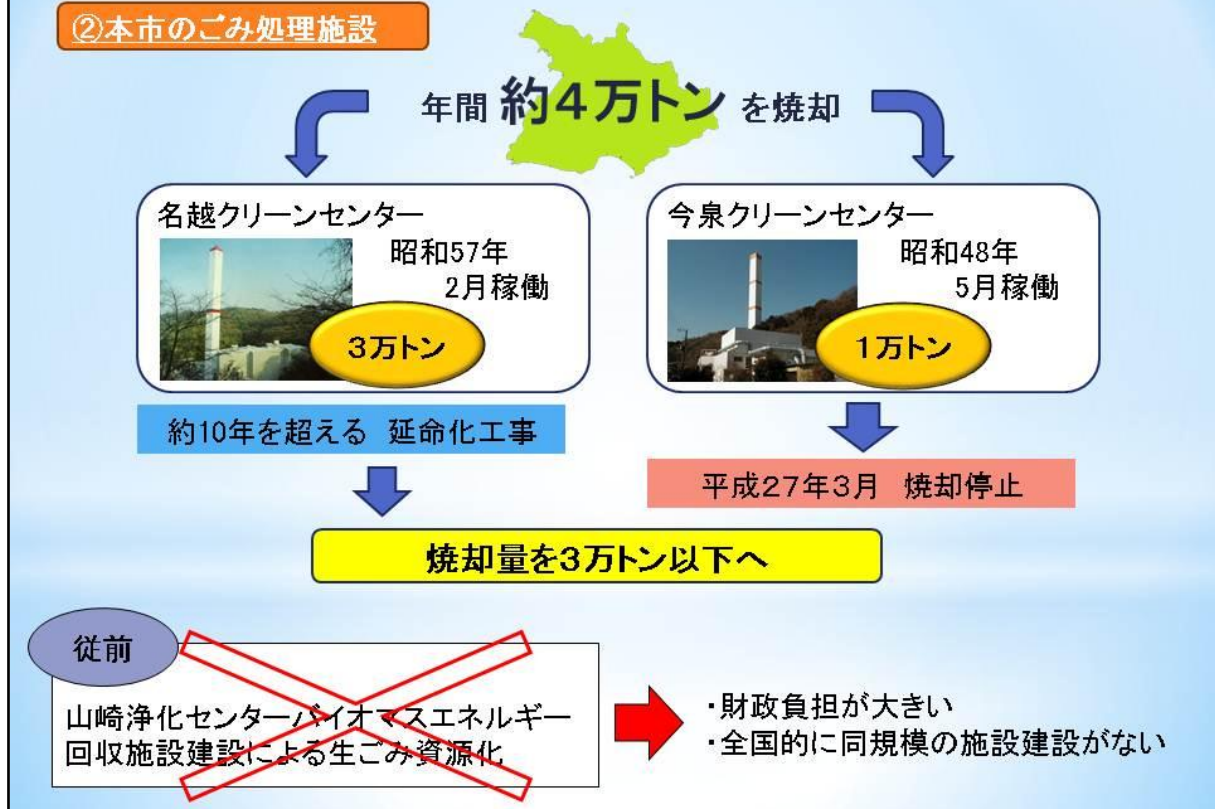 ②本市のごみ処理施設
年間 約4万トン を焼却
名越クリーンセンター
昭和57年
2月稼働
3万トン
今泉クリーンセンター
昭和48年
5月稼働
1万トン
約10年を超える 延命化工事
平成27年3月 焼却停止
焼却量を3万トン以下へ
従前
山崎浄化センターバイオマスエネルギー
回収施設建設による生ごみ資源化
・財政負担が大きい
・全国的に同規模の施設建設がない